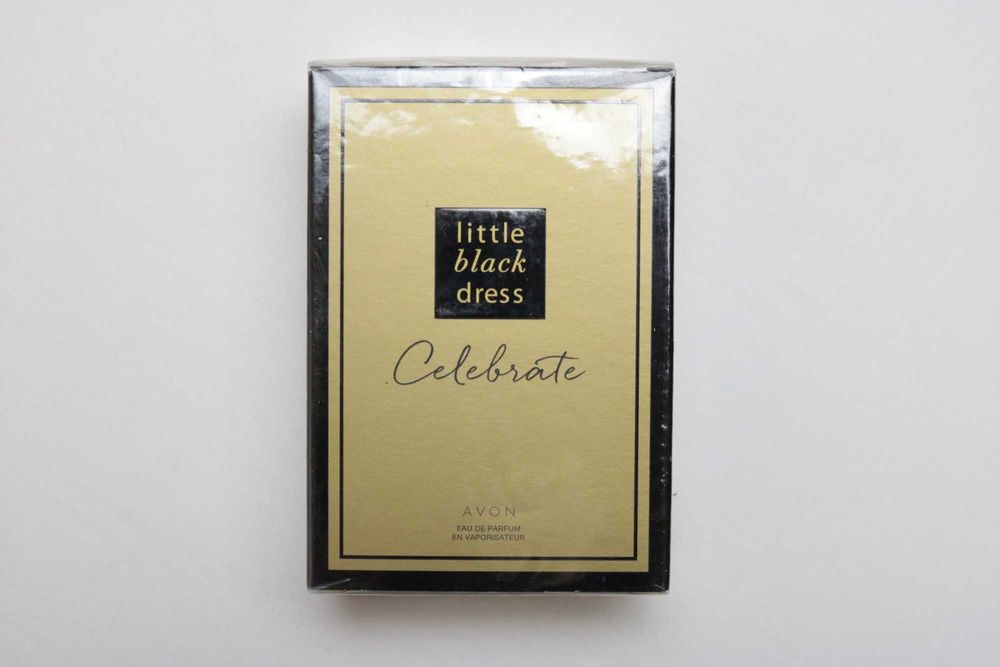 little
black
dress
Celebrate
AVON
EAU DE PARFUM
EN VAPORISATEUR